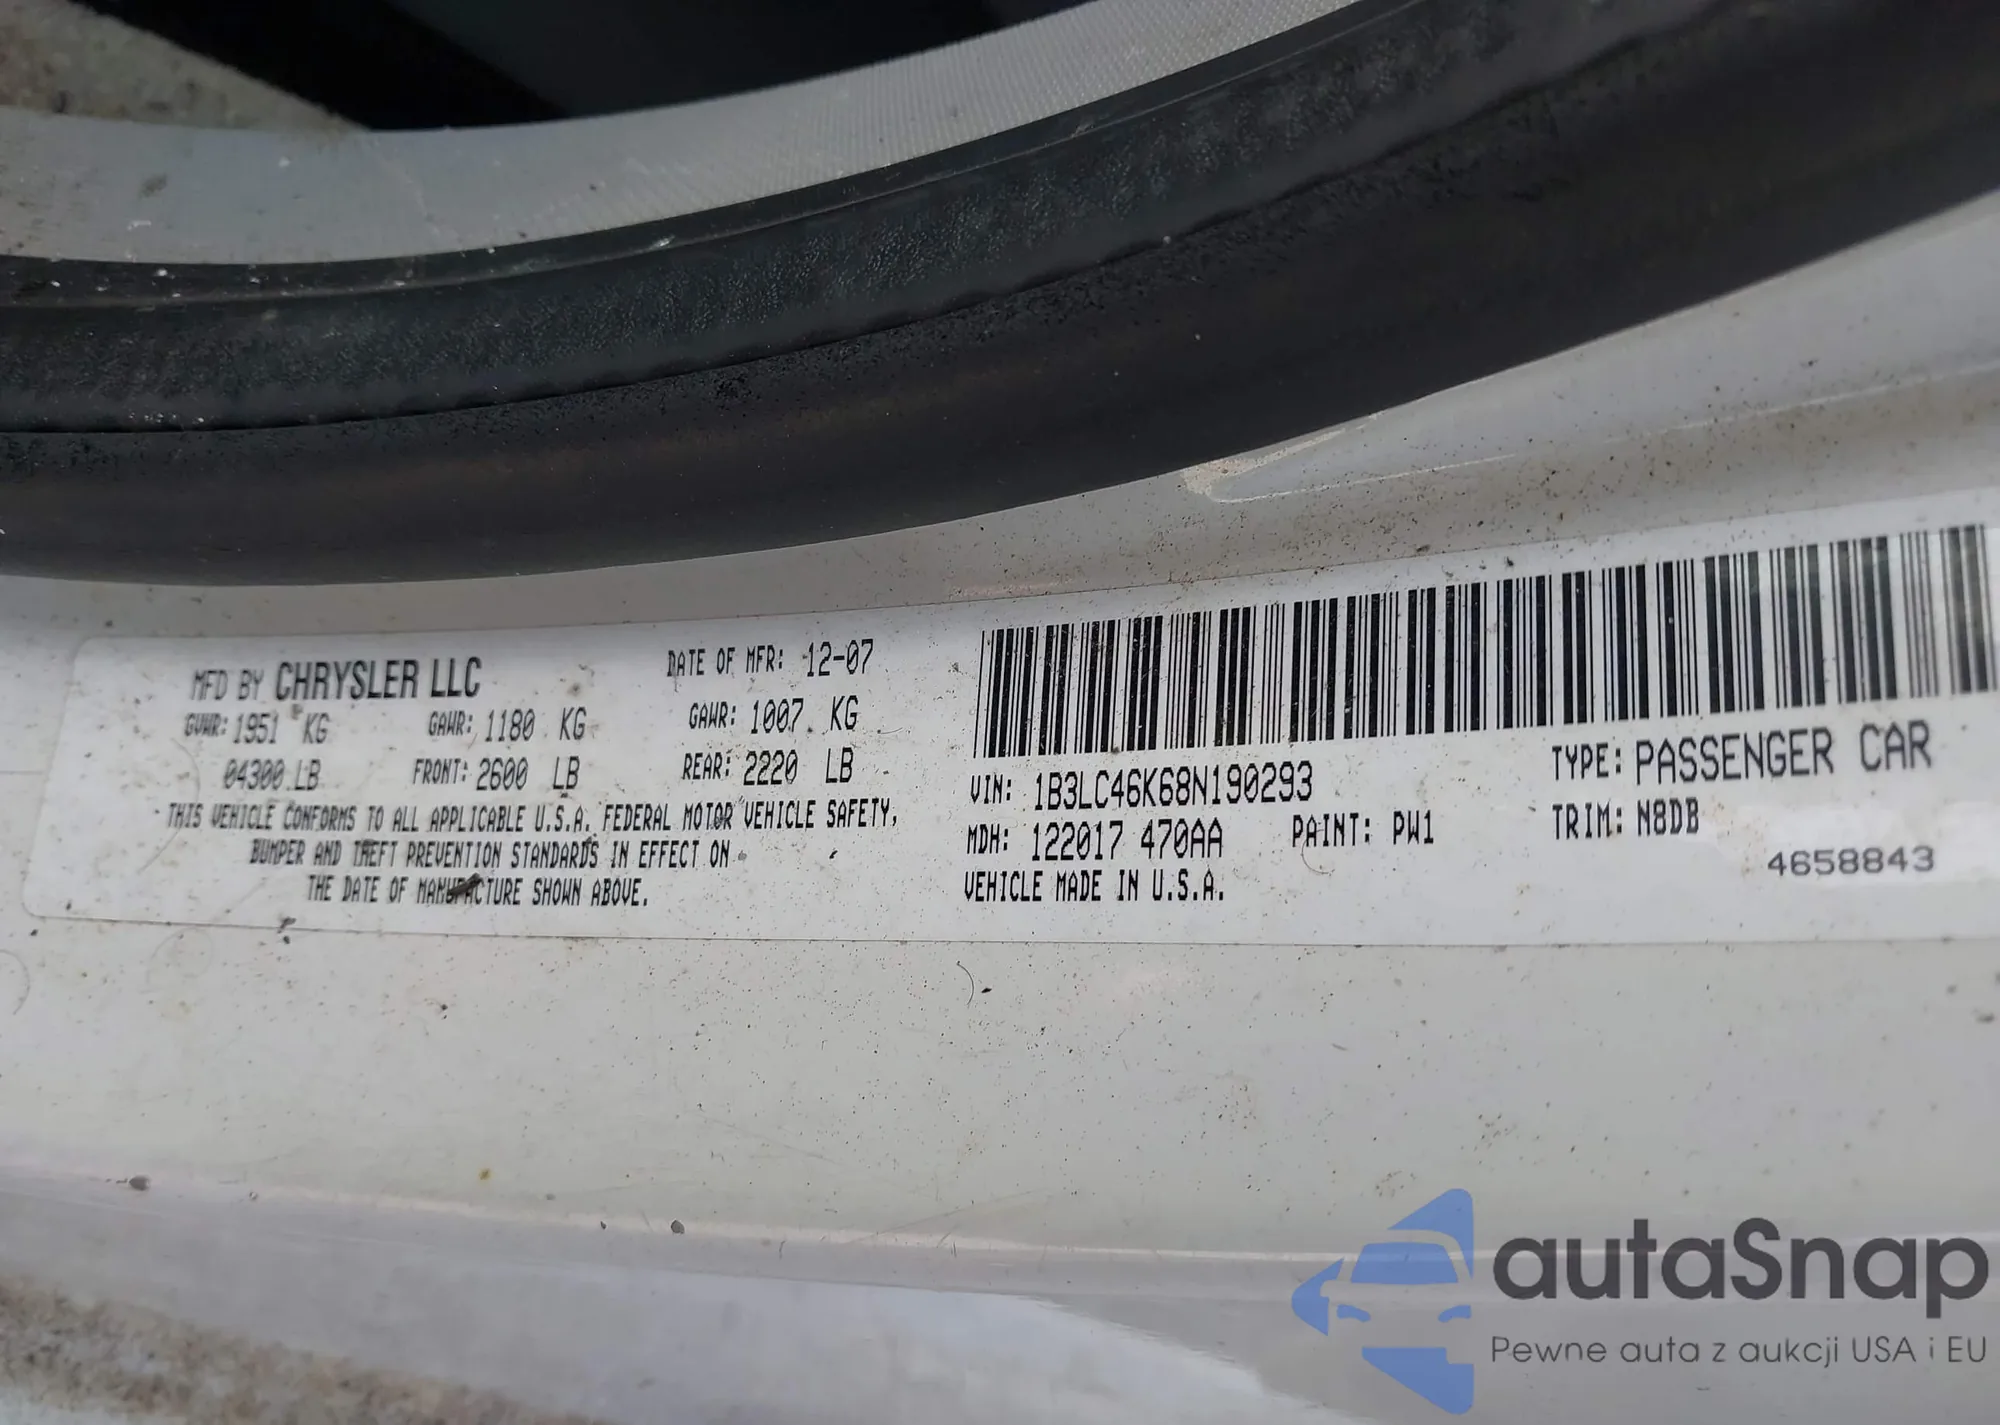 MFD BY CHRYSLER LLC
DATE OF MFR: 12-07
GVWR: 1951 KG
GAWR: 1180 KG
GAWR: 1007 KG
04300 LB
FRONT: 2600 LB
REAR: 2220 LB
THIS VEHICLE CONFORMS TO ALL APPLICABLE U.S.A. FEDERAL MOTOR VEHICLE SAFETY,
BUMPER AND THEFT PREVENTION STANDARDS IN EFFECT ON
THE DATE OF MANUFACTURE SHOWN ABOVE.
VIN: 1B3LC46K68N190293
TYPE: PASSENGER CAR
MDH: 122017 470AA
PAINT: PW1
TRIM: N8DB
VEHICLE MADE IN U.S.A.
4658843
autaSnap
Pewne auta z aukcji USA i EU